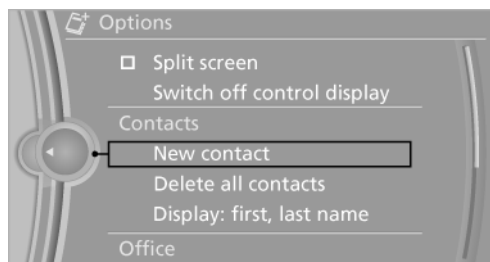 Options
Split screen
Switch off control display
Contacts
New contact
Delete all contacts
Display: first, last name
Office